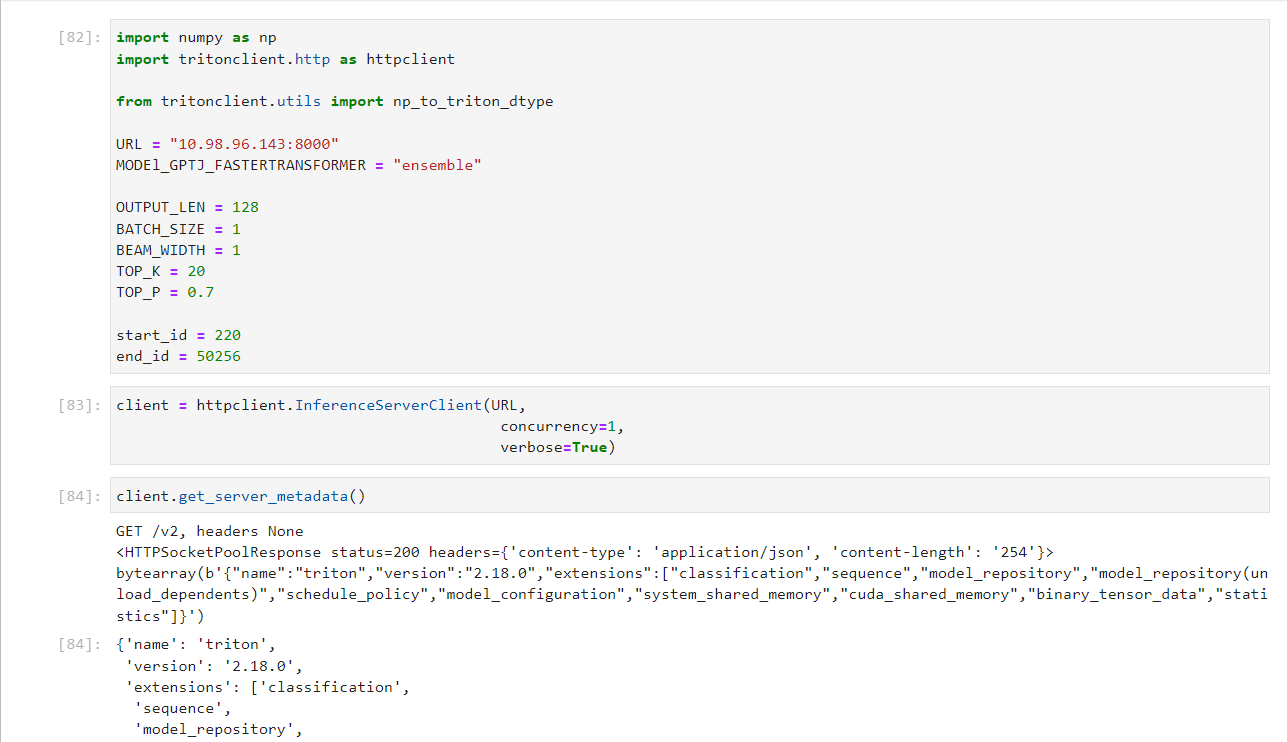 [82]: import numpy as np
import tritonclient.http as httpclient
from tritonclient.utils import np_to_triton_dtype
URL = "10.98.96.143:8000"
MODEl_GPTJ_FASTERTRANSFORMER = "ensemble"
OUTPUT_LEN = 128
BATCH_SIZE = 1
BEAM_WIDTH = 1
TOP_K = 20
TOP_P = 0.7
start_id = 220
end_id = 50256
[83]: client = httpclient.InferenceServerClient(URL,
concurrency=1,
verbose=True)
[84]: client.get_server_metadata()
GET /v2, headers None
<HTTPSocketPoolResponse status=200 headers={'content-type': 'application/json', 'content-length': '254'}>
bytearray(b'{"name":"triton","version":"2.18.0","extensions":["classification","sequence","model_repository","model_repository(un
load_dependents)","schedule_policy","model_configuration","system_shared_memory","cuda_shared_memory","binary_tensor_data","stati
stics"]}')
[84]: {'name': 'triton',
'version': '2.18.0',
'extensions': ['classification',
'sequence',
'model_repository',